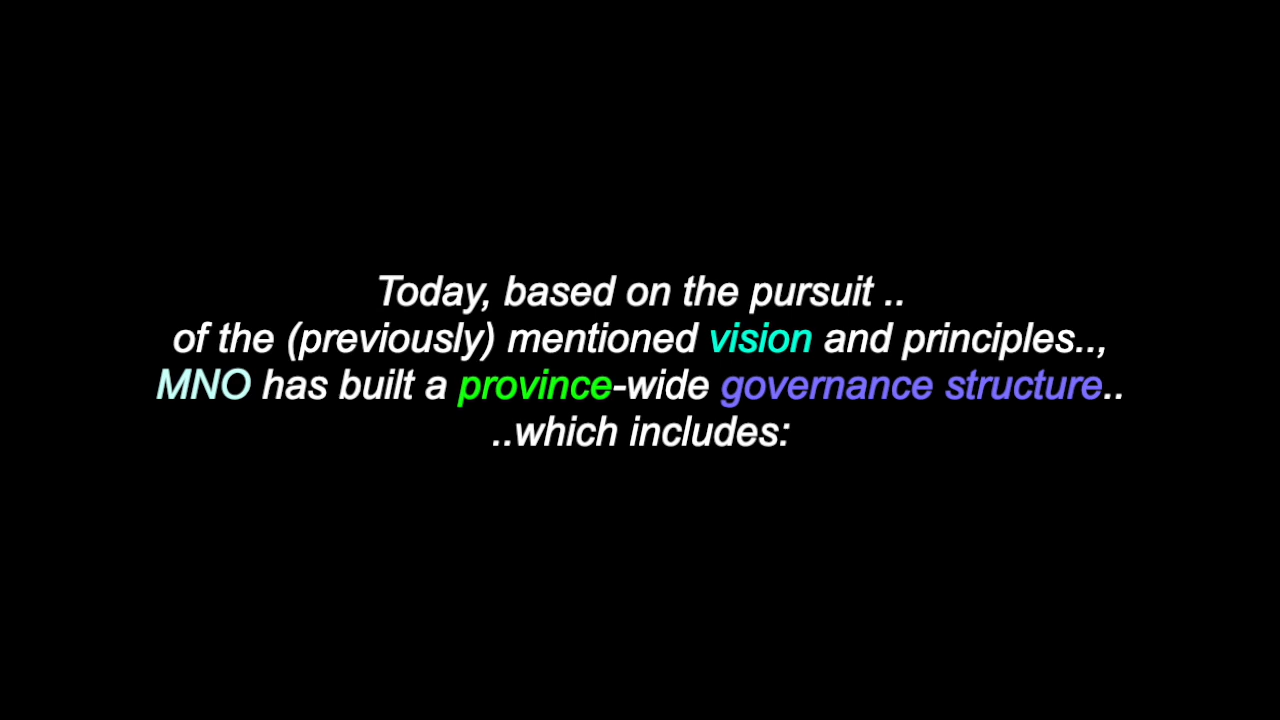 Today, based on the pursuit ..
of the (previously) mentioned vision and principles..,
MNO has built a province-wide governance structure..
..which includes: